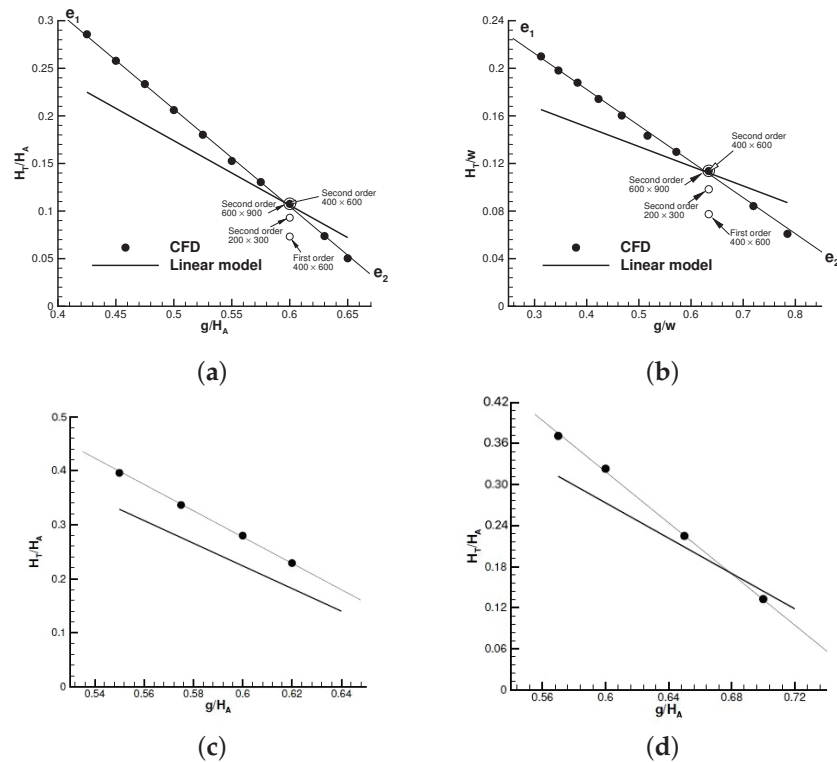 e1
0.3
0.25
0.2
0.15
0.1
0.05
0
HT/HA
Second order
600 × 900
Second order
400 × 600
Second order
200 × 300
First order
400 × 600
CFD
Linear model
e2
0.4 0.45 0.5 0.55 0.6 0.65
g/HA
(a)
0.24
e1
0.2
0.16
0.12
0.08
0.04
0
HT/w
Second order
400 × 600
Second order
600 × 900
Second order
200 × 300
First order
400 × 600
CFD
Linear model
e2
0.3 0.4 0.5 0.6 0.7 0.8
g/w
(b)
0.5
0.4
0.3
0.2
0.1
0
HT/HA
0.54 0.56 0.58 0.6 0.62 0.64
g/HA
(c)
0.42
0.36
0.3
0.24
0.18
0.12
0.06
0
HT/HA
0.56 0.6 0.64 0.68 0.72
g/HA
(d)